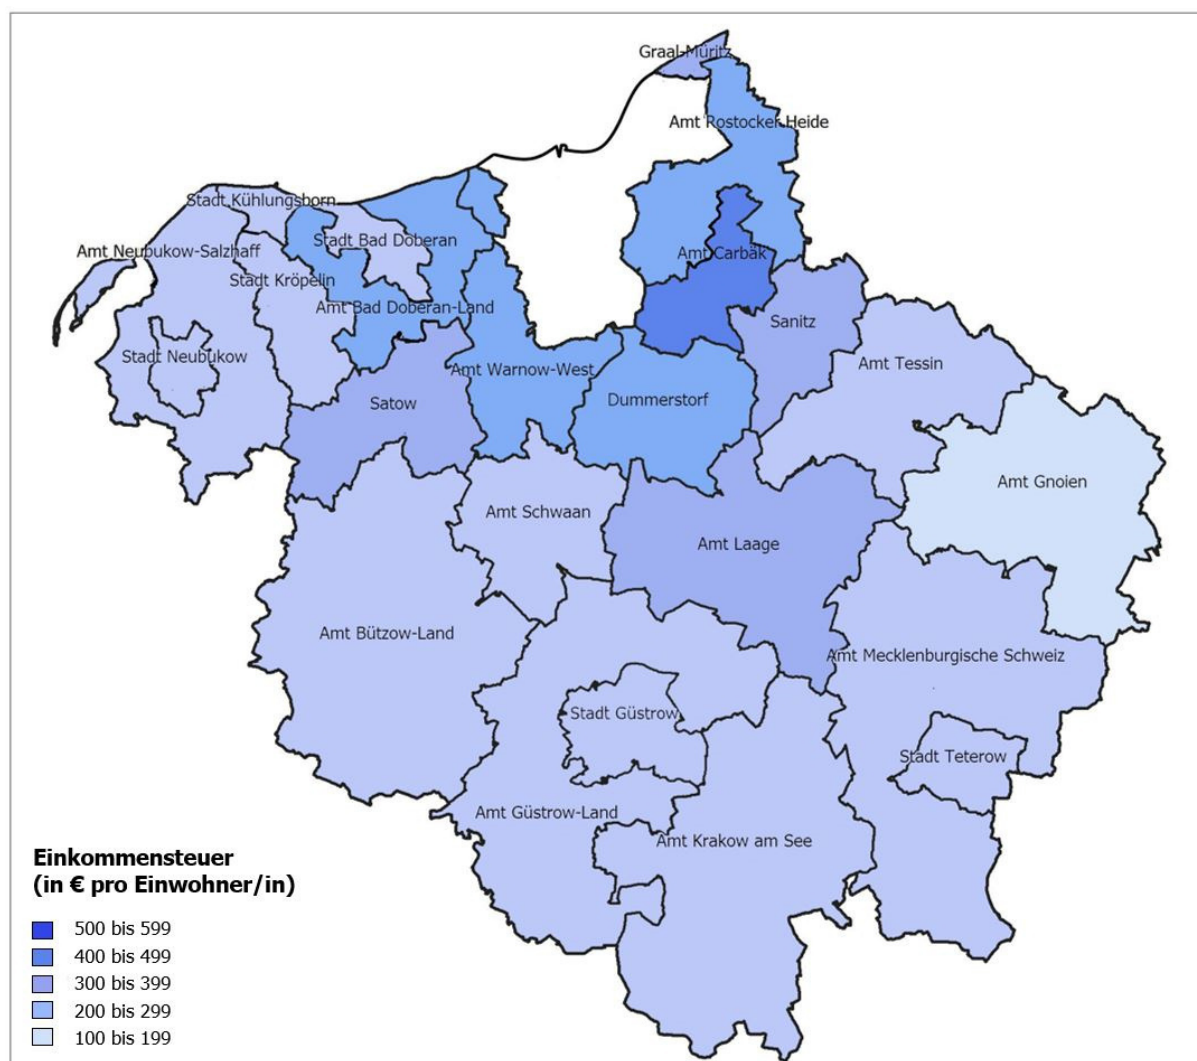 Graal-Müritz
Amt Rostocker Heide
Stadt Kühlungsborn
Stadt Bad Doberan
Amt Neubukow-Salzhaff
Amt Carbäk
Stadt Kröpelin
Amt Bad Doberan-Land
Sanitz
Stadt Neubukow
Amt Tessin
Amt Warnow-West
Satow
Dummerstorf
Amt Gnoien
Amt Schwaan
Amt Laage
Amt Bützow-Land
Amt Mecklenburgische Schweiz
Stadt Güstrow
Stadt Teterow
Amt Güstrow-Land
Amt Krakow am See
Einkommensteuer
(in € pro Einwohner/in)
500 bis 599
400 bis 499
300 bis 399
200 bis 299
100 bis 199